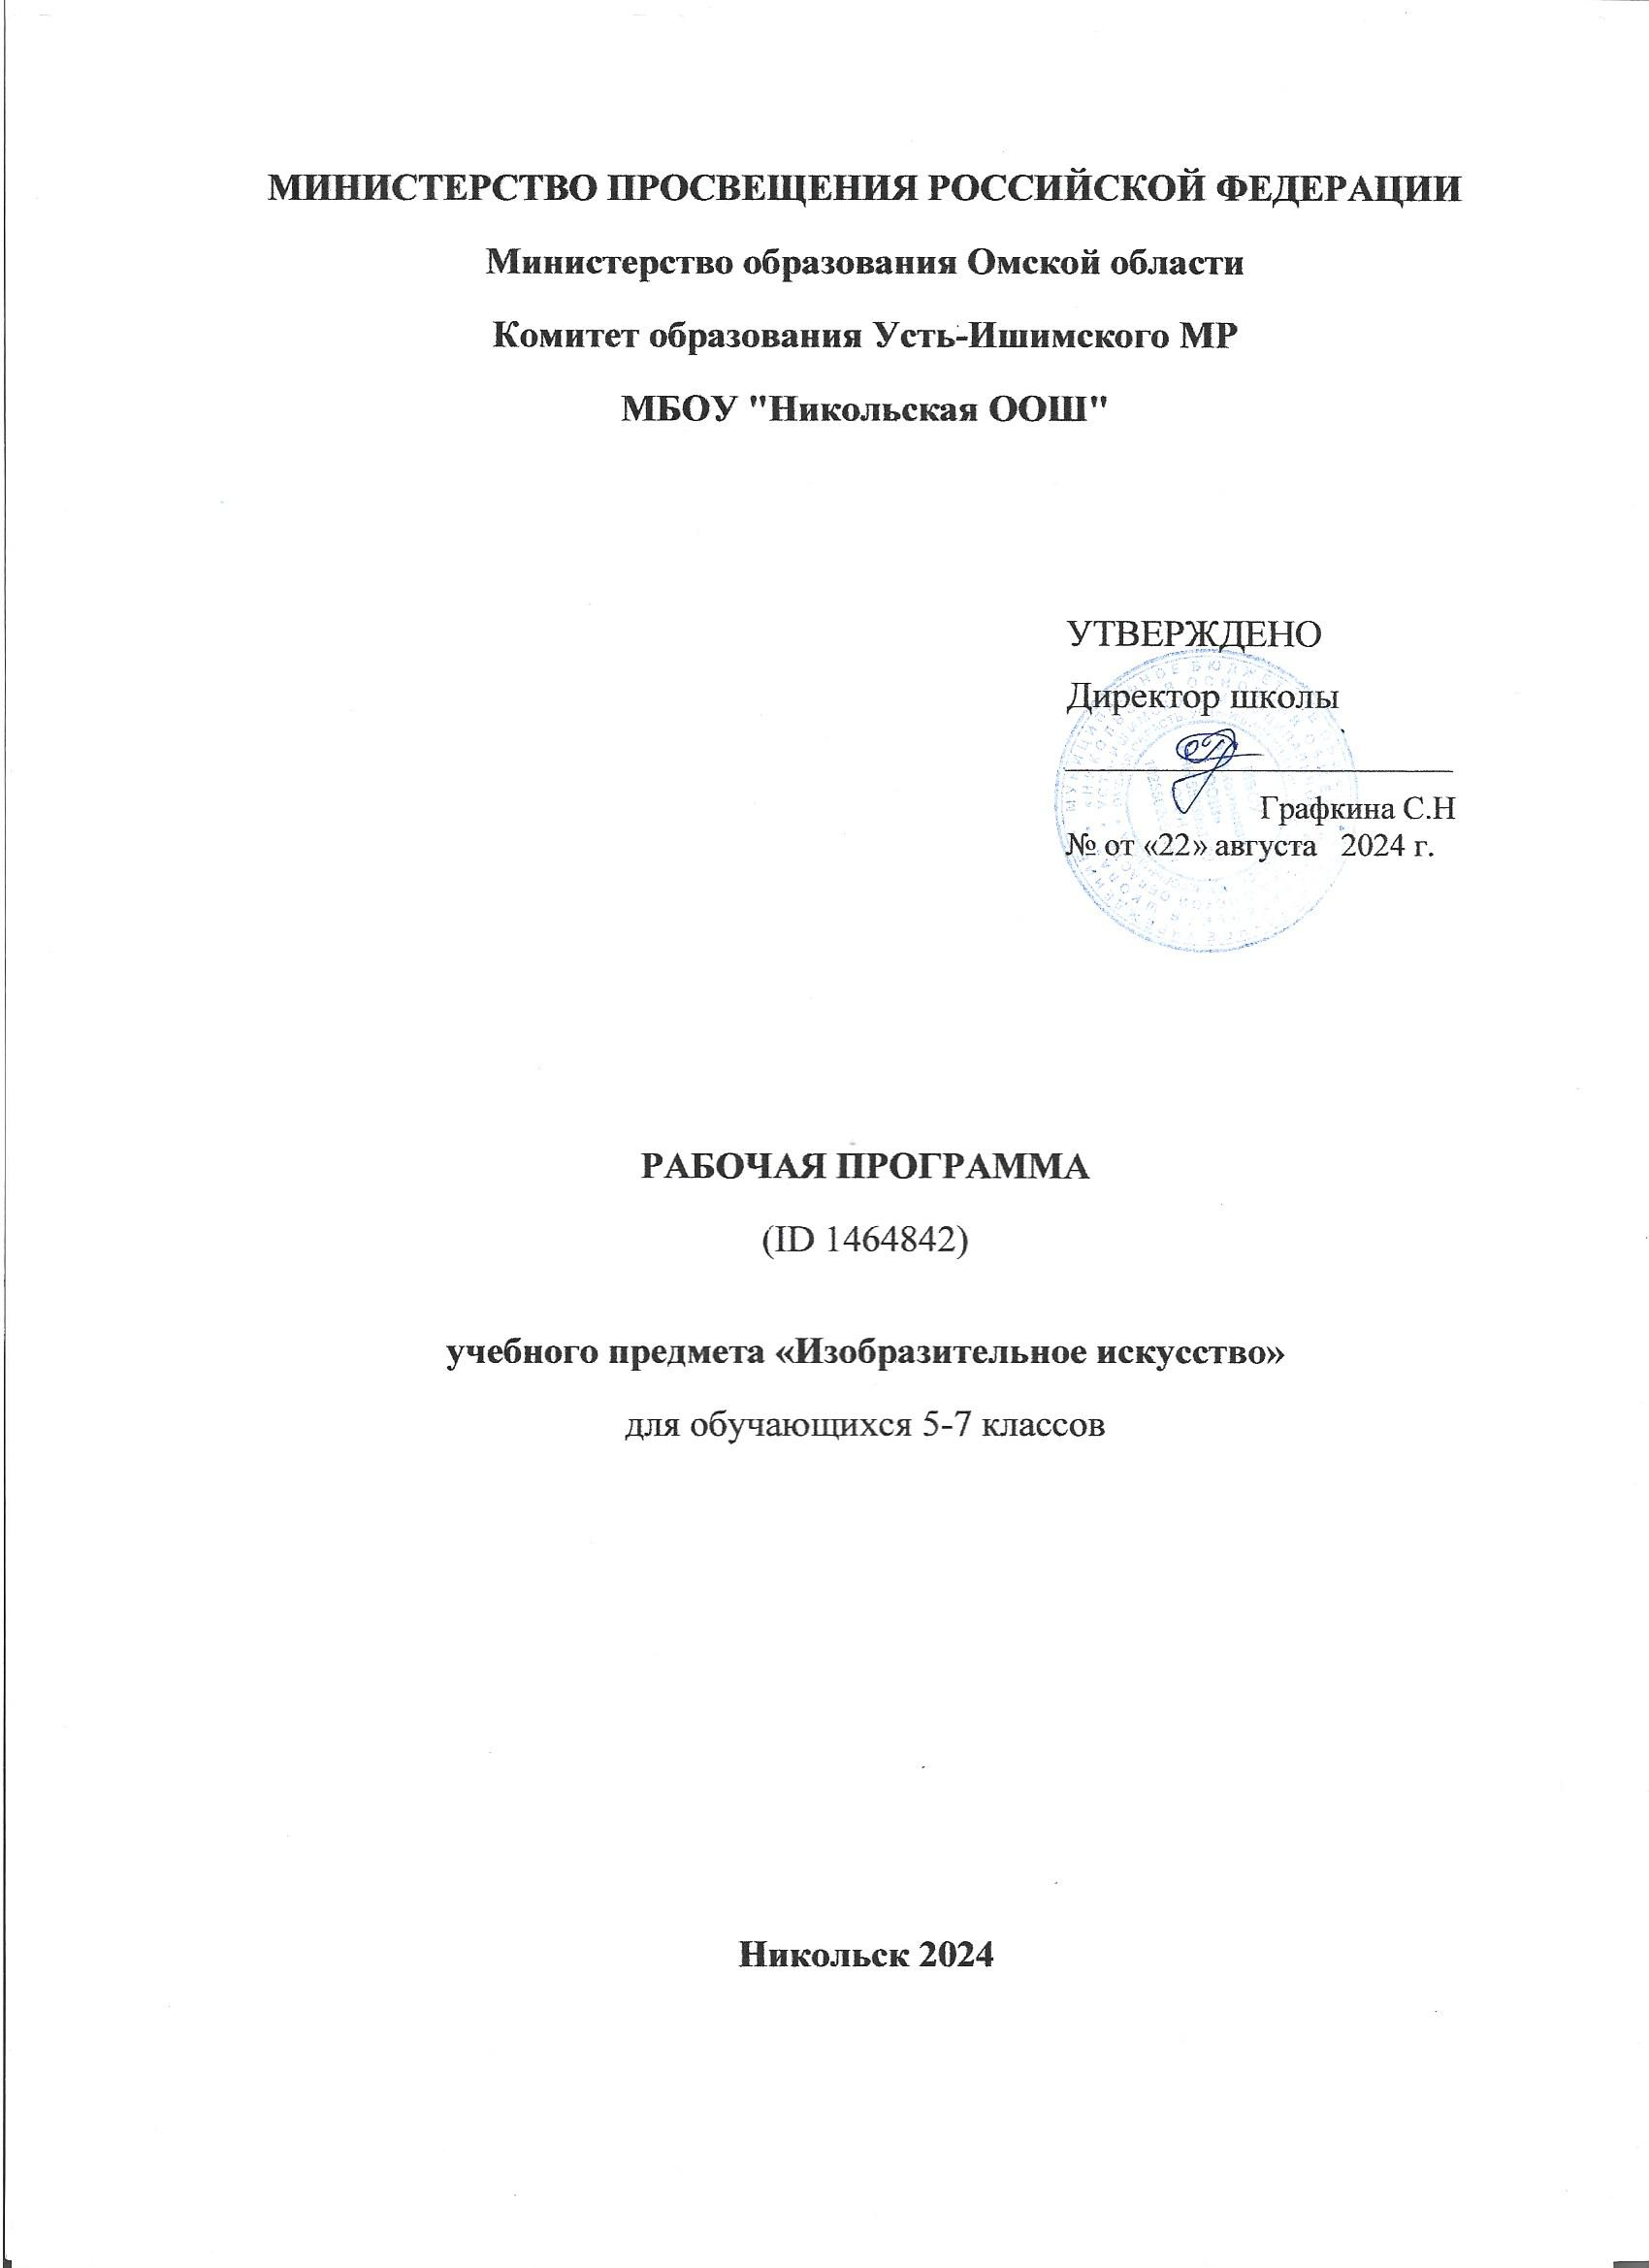 МИНИСТЕРСТВО ПРОСВЕЩЕНИЯ РОССИЙСКОЙ ФЕДЕРАЦИИ
Министерство образования Омской области
Комитет образования Усть-Ишимского МР
МБОУ "Никольская ООШ"
УТВЕРЖДЕНО
Директор школы
Графкина С.Н
№ от «22» августа 2024 г.
РАБОЧАЯ ПРОГРАММА
(ID 1464842)
учебного предмета «Изобразительное искусство»
для обучающихся 5-7 классов
Никольск 2024